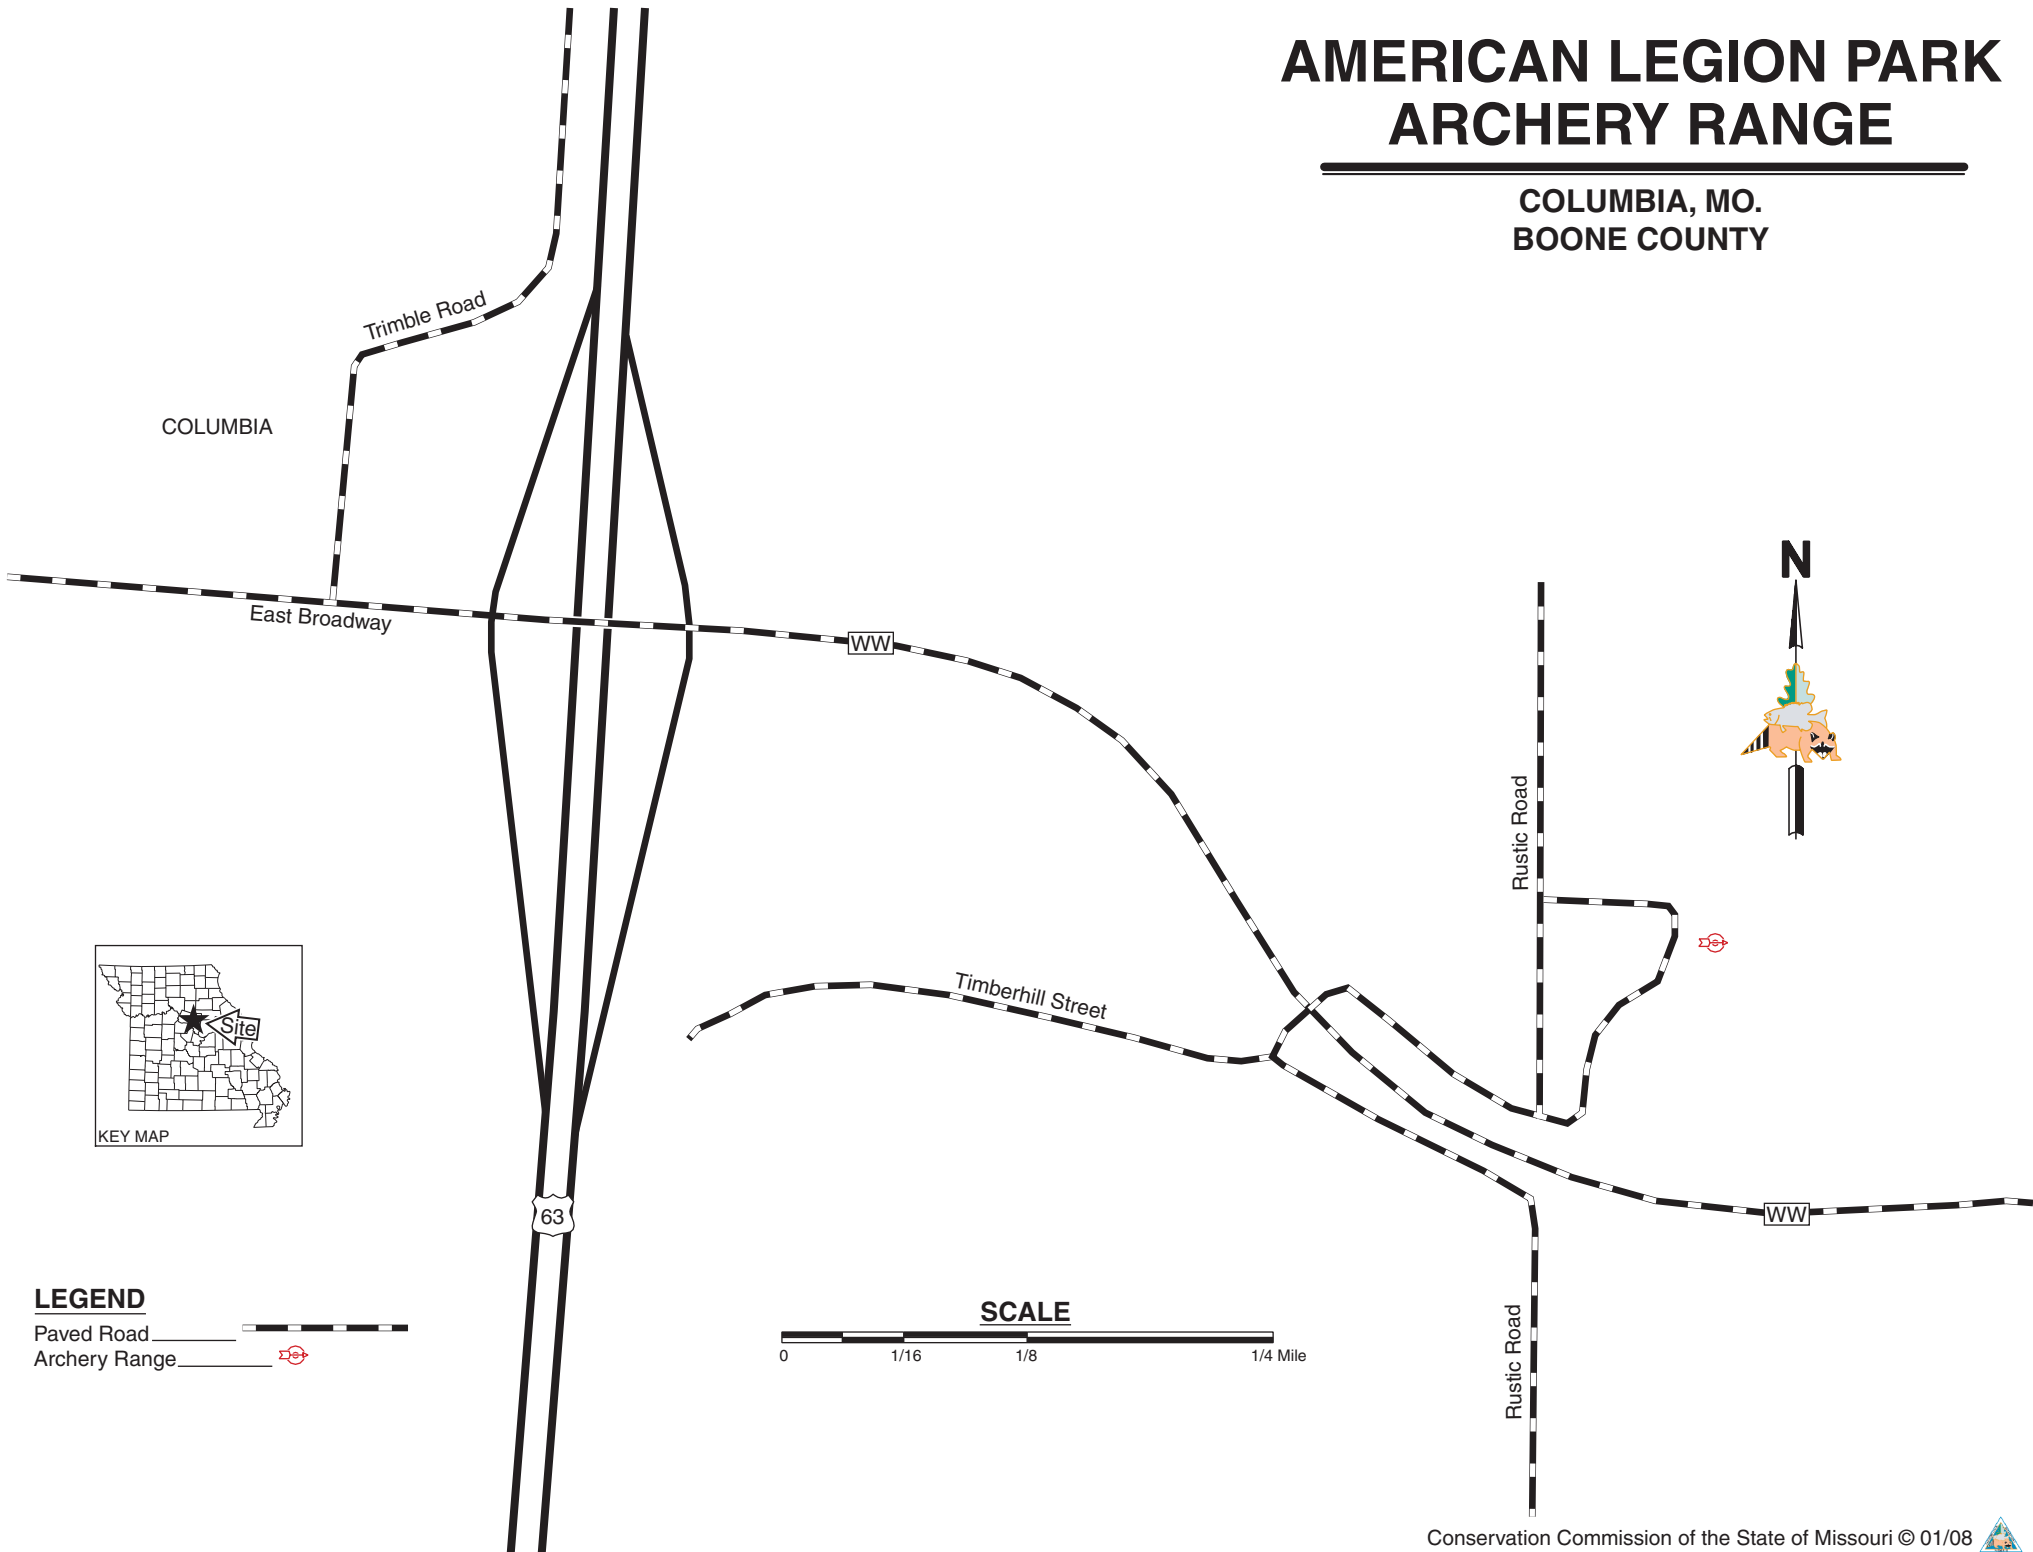 AMERICAN LEGION PARK
ARCHERY RANGE
COLUMBIA, MO.
BOONE COUNTY
Trimble Road
COLUMBIA
East Broadway
WW
N
Rustic Road
Timberhill Street
Site
KEY MAP
63
WW
LEGEND
Paved Road
Archery Range
SCALE
0 1/16 1/8 1/4 Mile
Rustic Road
Conservation Commission of the State of Missouri © 01/08